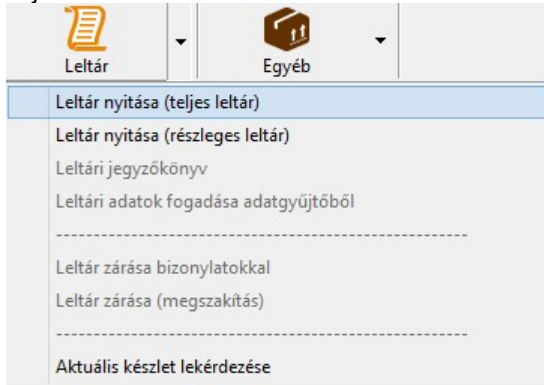 Leltár
Egyéb
Leltár nyitása (teljes leltár)
Leltár nyitása (részleges leltár)
Leltári jegyzőkönyv
Leltári adatok fogadása adatgyűjtőből
--------------------------------------------------------
Leltár zárása bizonylatokkal
Leltár zárása (megszakítás)
--------------------------------------------------------
Aktuális készlet lekérdezése